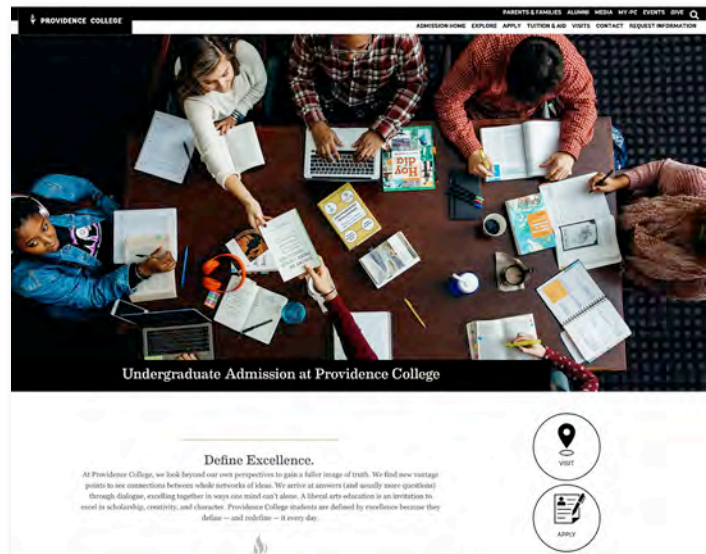 PARENTS & FAMILIES ALUMNI MEDIA MY.PC EVENTS GIVE
PROVIDENCE COLLEGE
ADMISSION HOME EXPLORE APPLY TUITION & AID VISITS CONTACT REQUEST INFORMATION
Hoy
día
Undergraduate Admission at Providence College
Define Excellence.
At Providence College, we look beyond our own perspectives to gain a fuller image of truth. We find new vantage
points to see connections between whole networks of ideas. We arrive at answers (and usually more questions)
through dialogue, excelling together in ways one mind can't alone. A liberal arts education is an invitation to
excel in scholarship, creativity, and character. Providence College students are defined by excellence because they
define — and redefine — it every day.
VISIT
APPLY